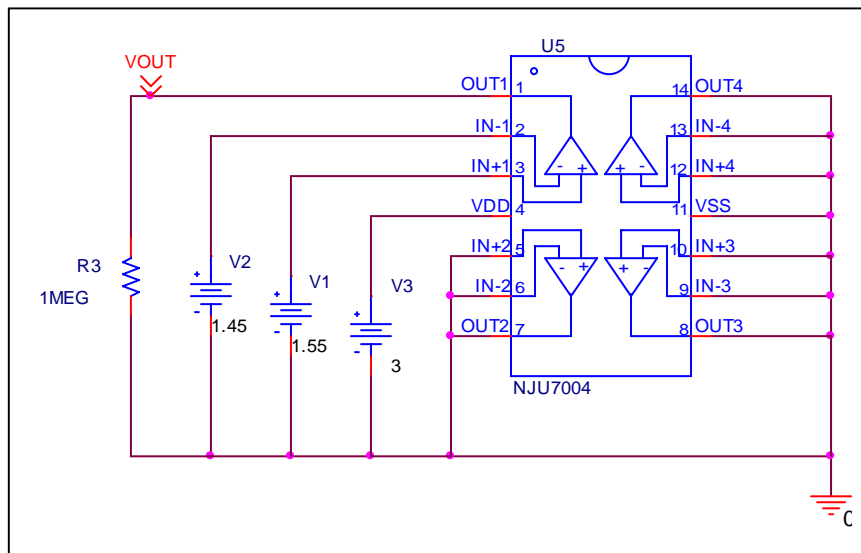 U5
VOUT
OUT1 1 14 OUT4
IN-1 2 13 IN-4
IN+1 3 12 IN+4
- + + -
VDD 4 11 VSS
IN+2 5 10 IN+3
- + + -
IN-2 6 9 IN-3
OUT2 7 8 OUT3
R3
1MEG
+ V2
-
1.45
+ V1
-
1.55
+ V3
-
3
NJU7004
0